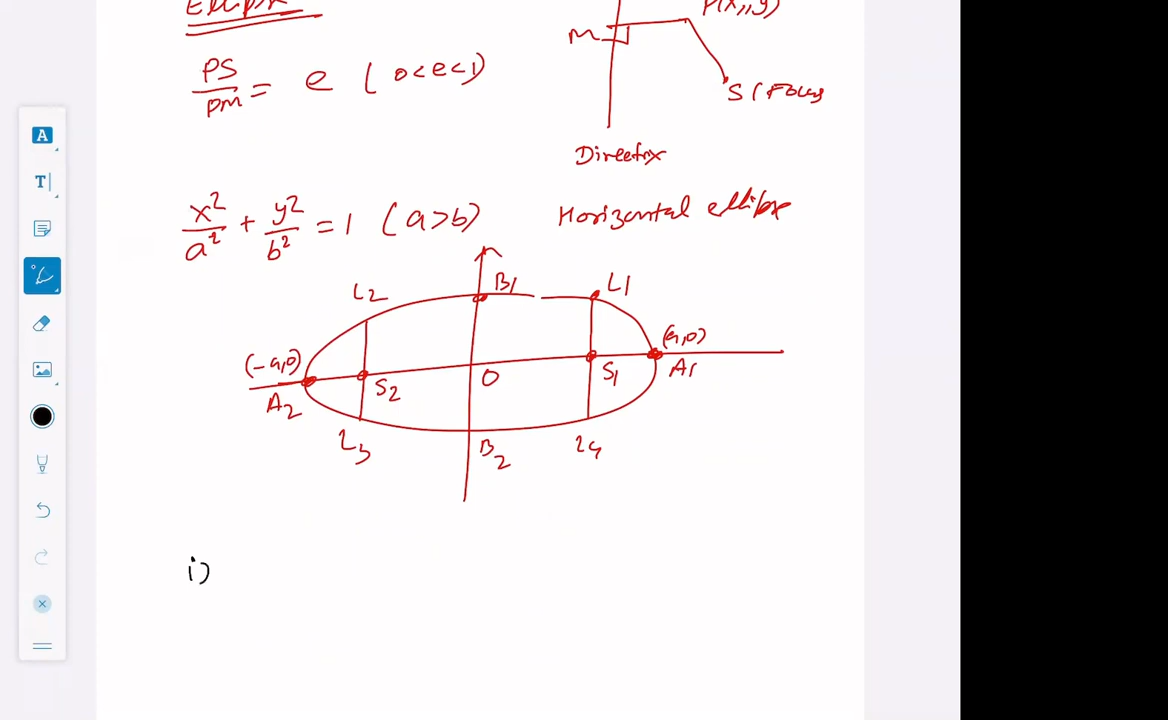 Ellipse
P(x,y)
M
PS/PM = e (0<e<1)
S (Focus
Directrix
x²/a² + y²/b² = 1 (a>b) Horizontal ellipse
B1 L1
L2
(-a,0) (a,0)
A2 S2 O S1 A1
L3 B2 L4
i)
A
T